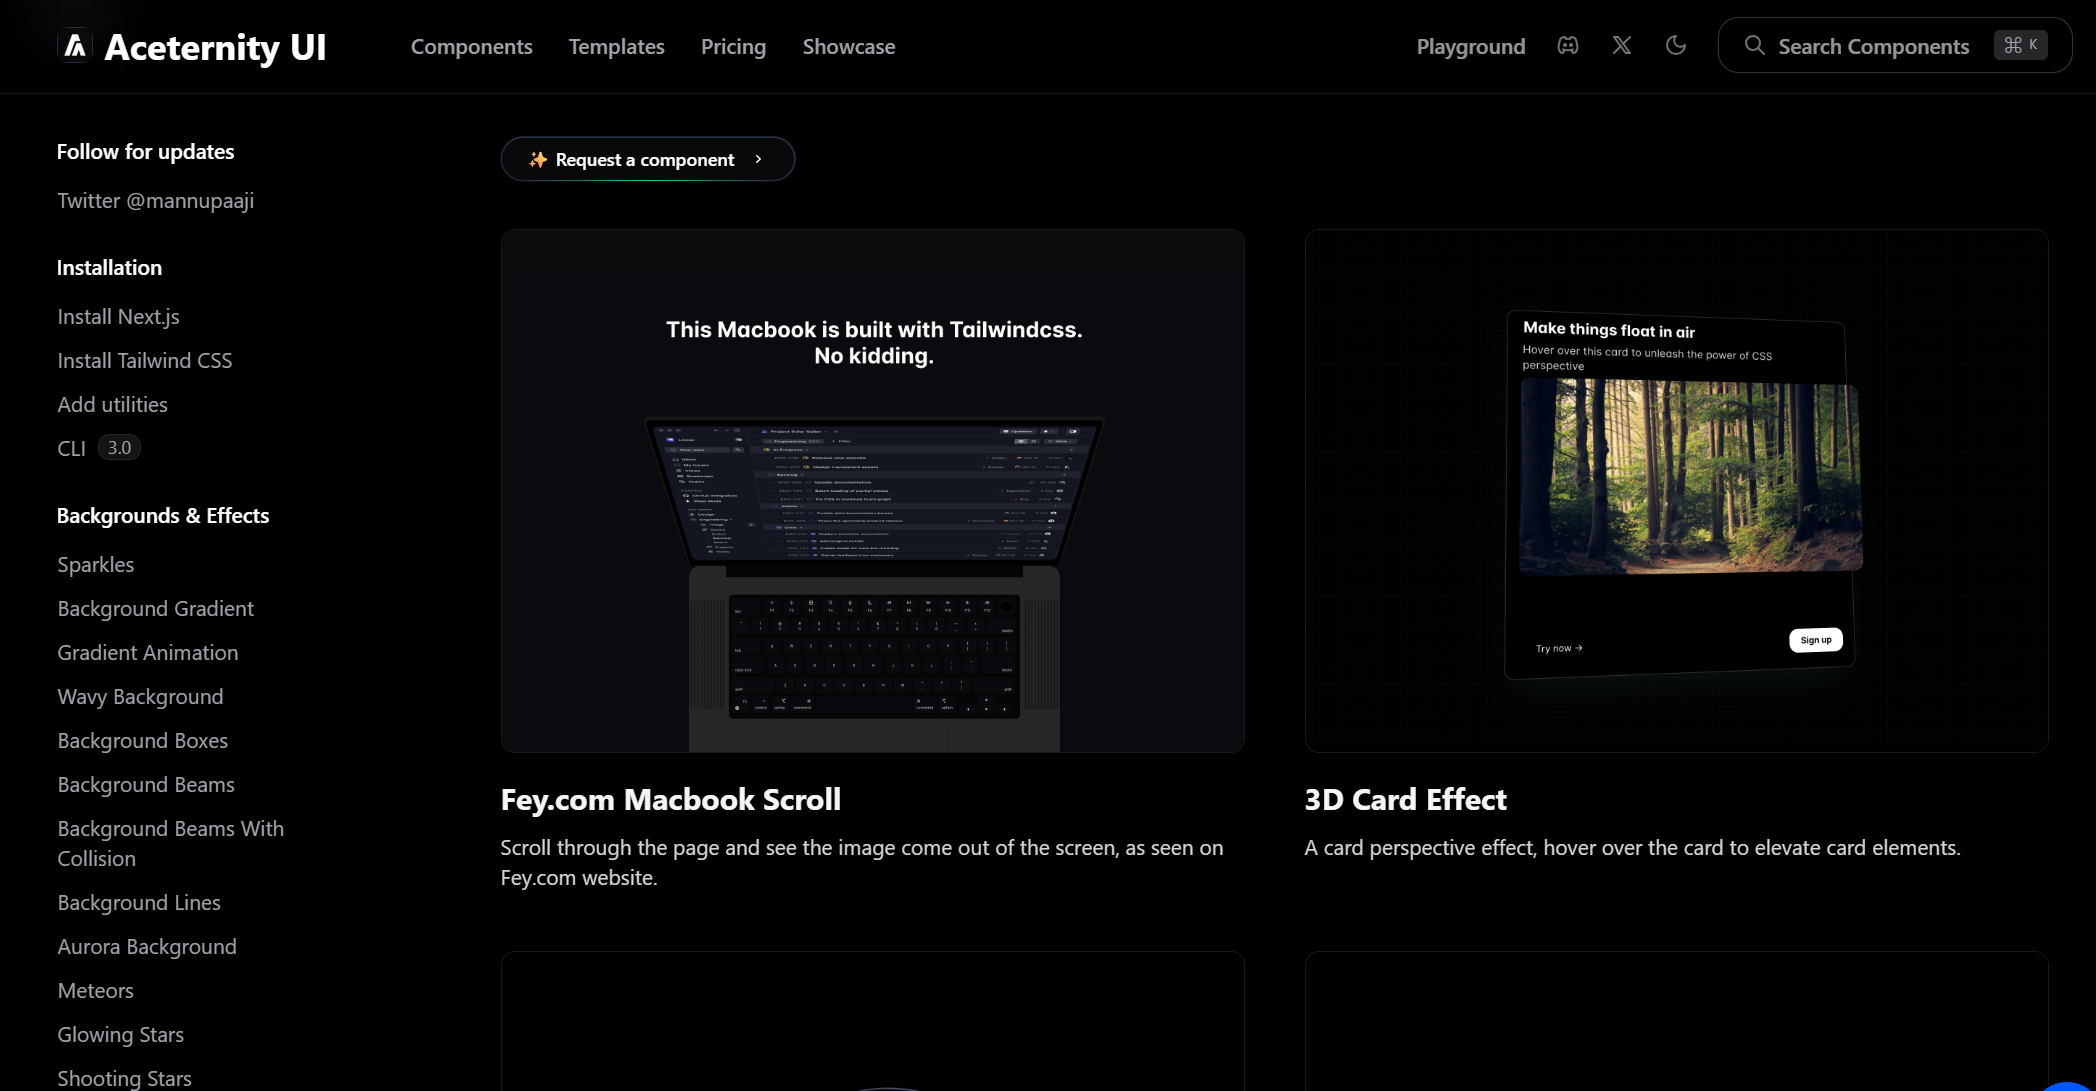 Aceternity UI
Components
Templates
Pricing
Showcase
Playground
Search Components
⌘ K
Follow for updates
Twitter @mannupaaji
Installation
Install Next.js
Install Tailwind CSS
Add utilities
CLI 3.0
Backgrounds & Effects
Sparkles
Background Gradient
Gradient Animation
Wavy Background
Background Boxes
Background Beams
Background Beams With
Collision
Background Lines
Aurora Background
Meteors
Glowing Stars
Shooting Stars
✨ Request a component ›
This Macbook is built with Tailwindcss.
No kidding.
Fey.com Macbook Scroll
Scroll through the page and see the image come out of the screen, as seen on
Fey.com website.
Make things float in air
Hover over this card to unleash the power of CSS
perspective
Try now →
Sign up
3D Card Effect
A card perspective effect, hover over the card to elevate card elements.